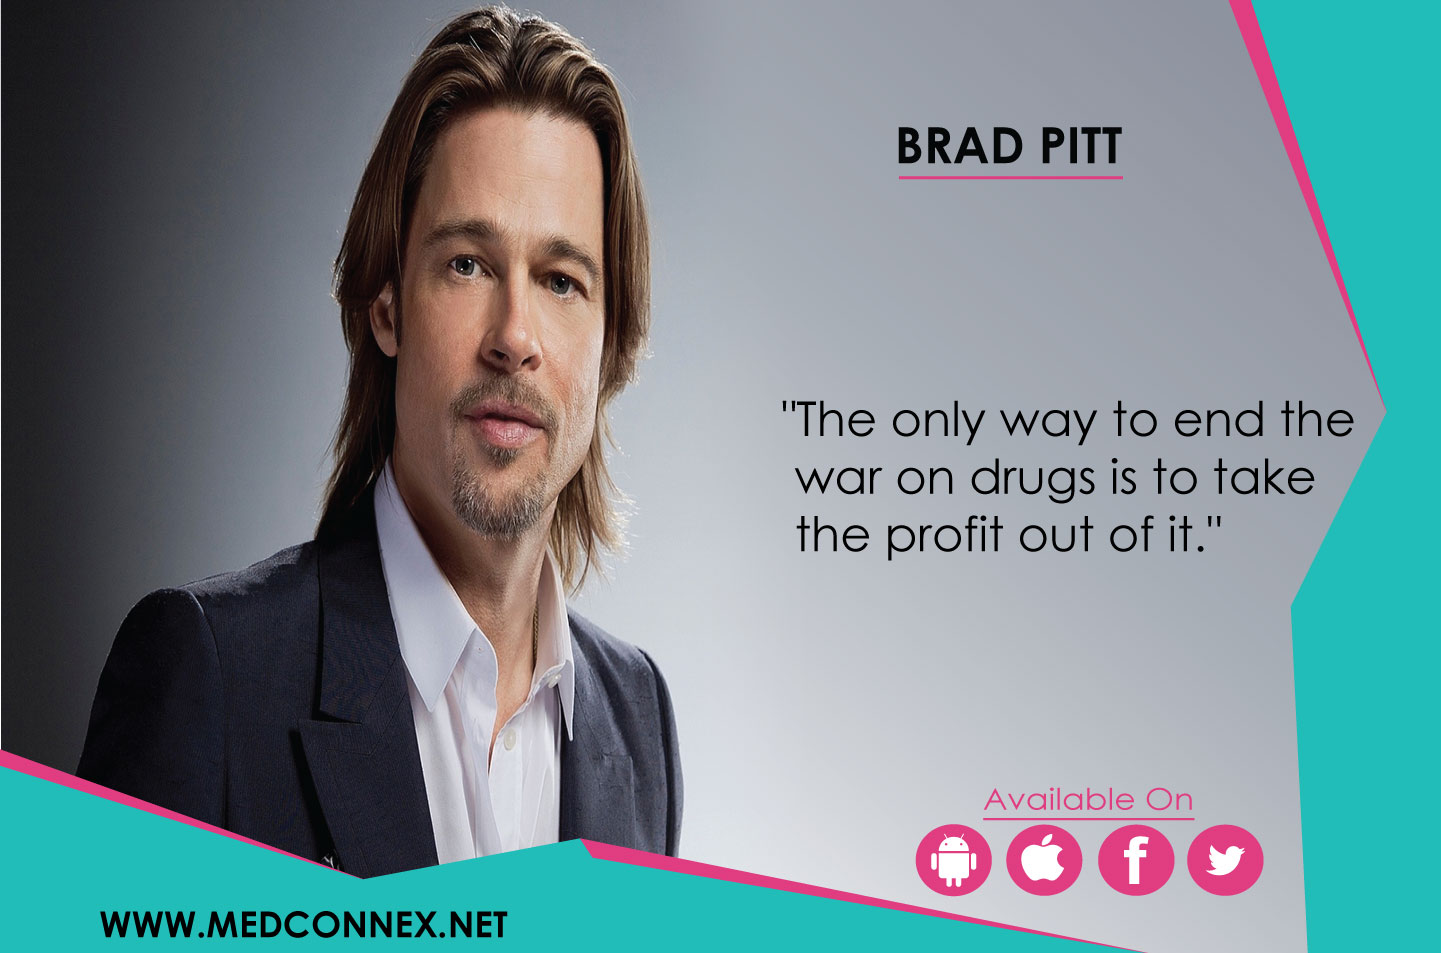 BRAD PITT
"The only way to end the
war on drugs is to take
the profit out of it."
Available On
f
WWW.MEDCONNEX.NET